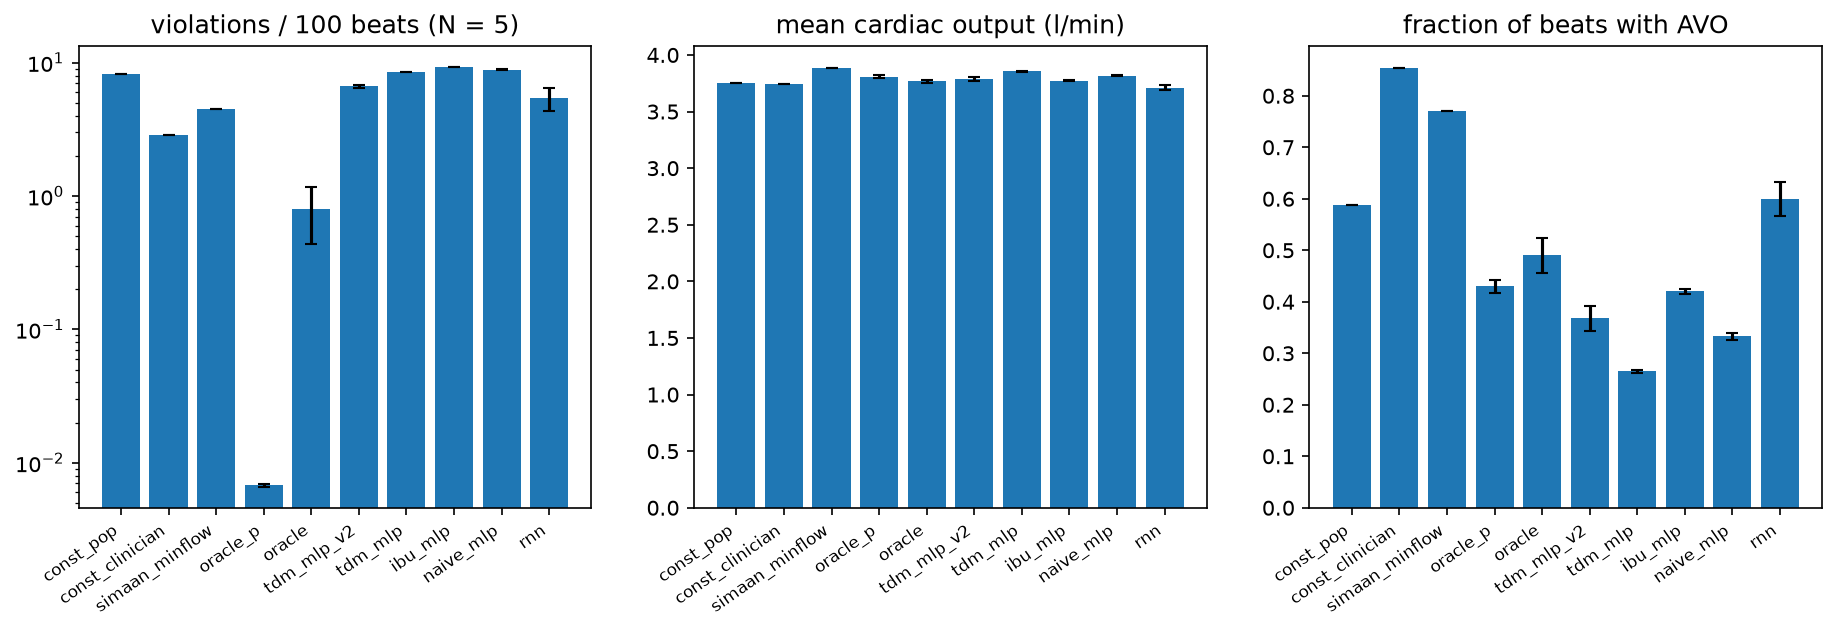 violations / 100 beats (N = 5)
10¹
10⁰
10⁻¹
10⁻²
const_pop
const_clinician
simaan_minflow
oracle_p
oracle
tdm_mlp_v2
tdm_mlp
ibu_mlp
naive_mlp
rnn
mean cardiac output (l/min)
4.0
3.5
3.0
2.5
2.0
1.5
1.0
0.5
0.0
const_pop
const_clinician
simaan_minflow
oracle_p
oracle
tdm_mlp_v2
tdm_mlp
ibu_mlp
naive_mlp
rnn
fraction of beats with AVO
0.8
0.7
0.6
0.5
0.4
0.3
0.2
0.1
0.0
const_pop
const_clinician
simaan_minflow
oracle_p
oracle
tdm_mlp_v2
tdm_mlp
ibu_mlp
naive_mlp
rnn